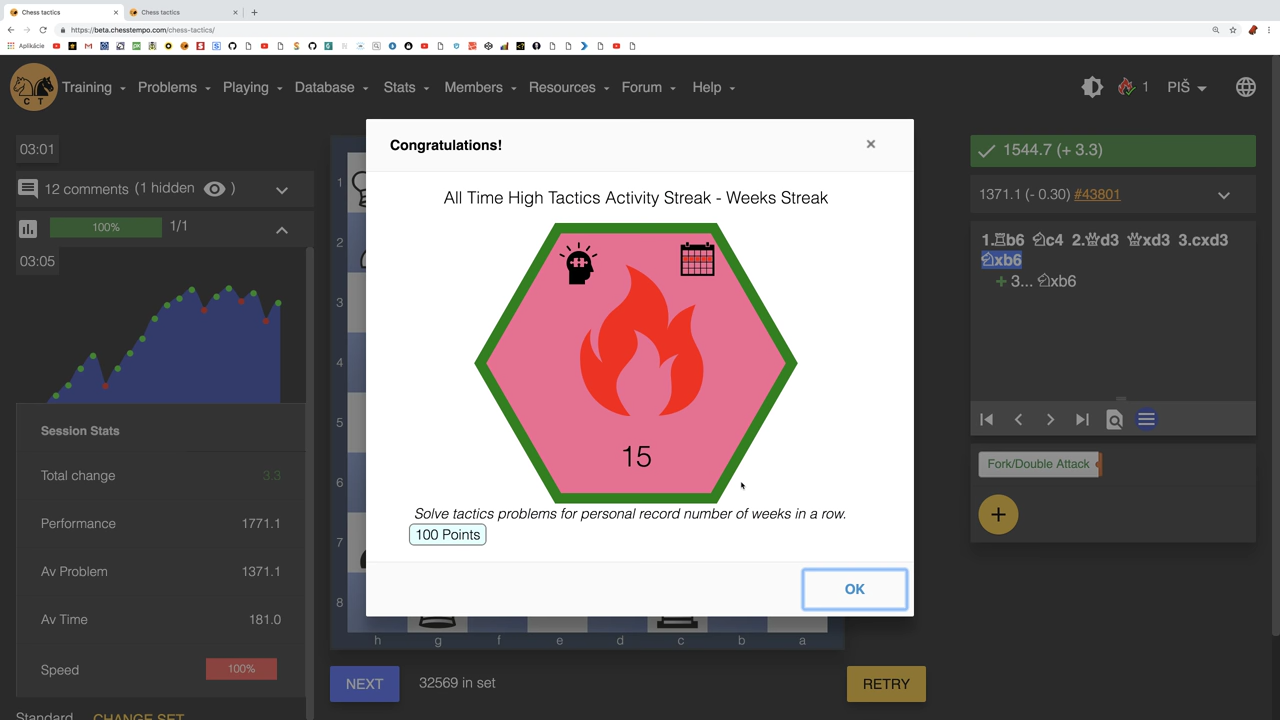 Chess tactics
Chess tactics
https://beta.chesstempo.com/chess-tactics/
Aplikácie
C T
Training
Problems
Playing
Database
Stats
Members
Resources
Forum
Help
1
PIŠ
03:01
12 comments (1 hidden )
100%
1/1
03:05
Session Stats
Total change 3.3
Performance 1771.1
Av Problem 1371.1
Av Time 181.0
Speed 100%
Standard CHANGE SET
1
2
3
4
5
6
7
8
h g f e d c b a
NEXT
32569 in set
RETRY
Congratulations!
×
All Time High Tactics Activity Streak - Weeks Streak
15
Solve tactics problems for personal record number of weeks in a row.
100 Points
OK
1544.7 (+ 3.3)
1371.1 (- 0.30) #43801
1.♖b6 ♘c4 2.♕d3 ♕xd3 3.cxd3
♘xb6
+ 3... ♘xb6
Fork/Double Attack
+